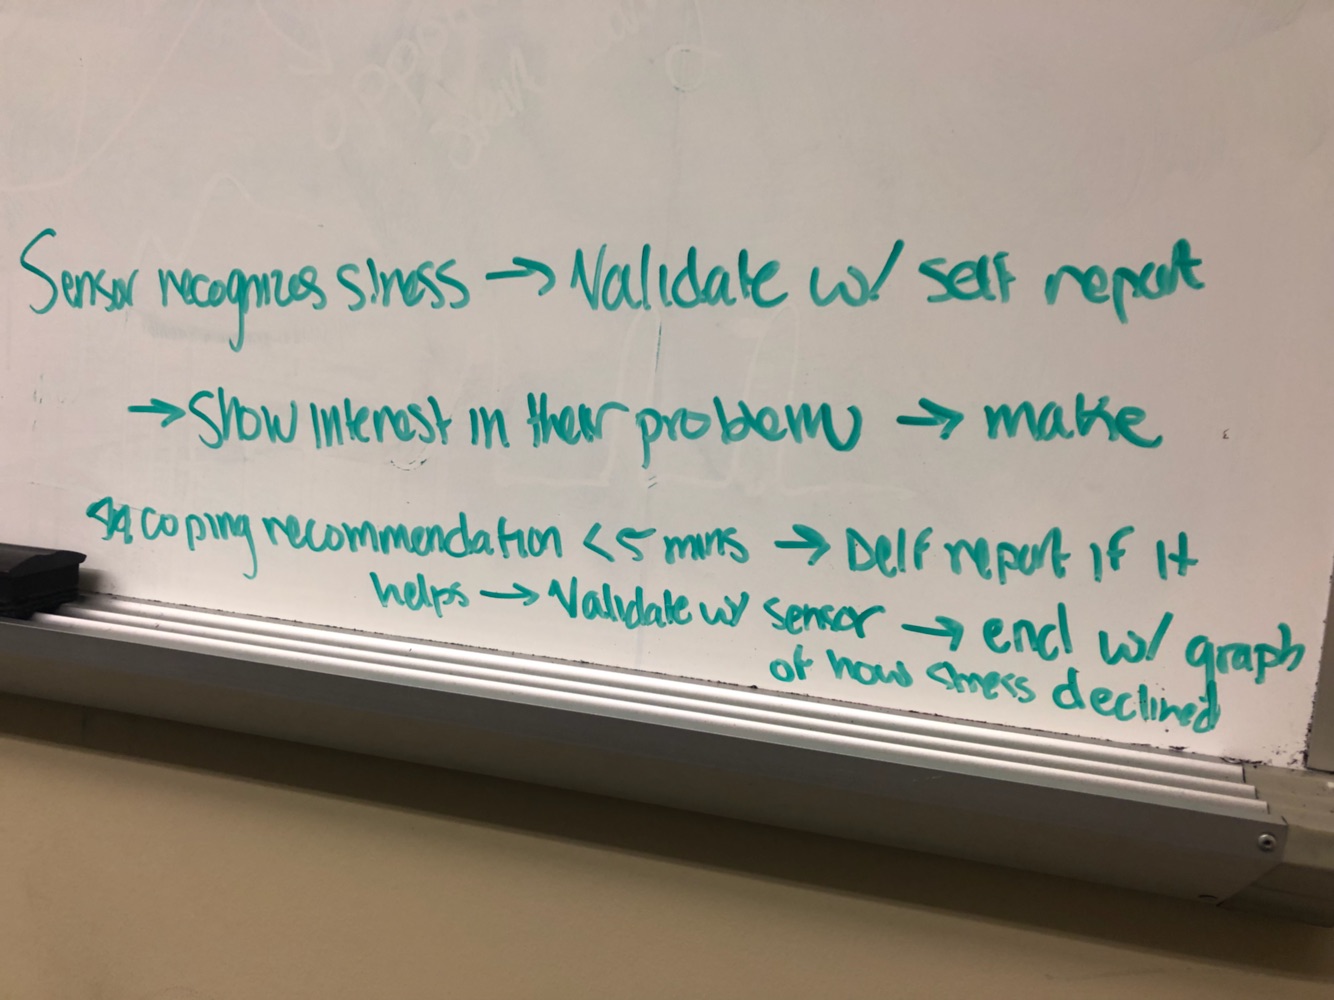 Sensor recognizes stress → Validate w/ self report
→ Show interest in their problem → make
coping recommendation <5 mins → Self report if it
helps → Validate w/ sensor → end w/ graph
of how stress declined